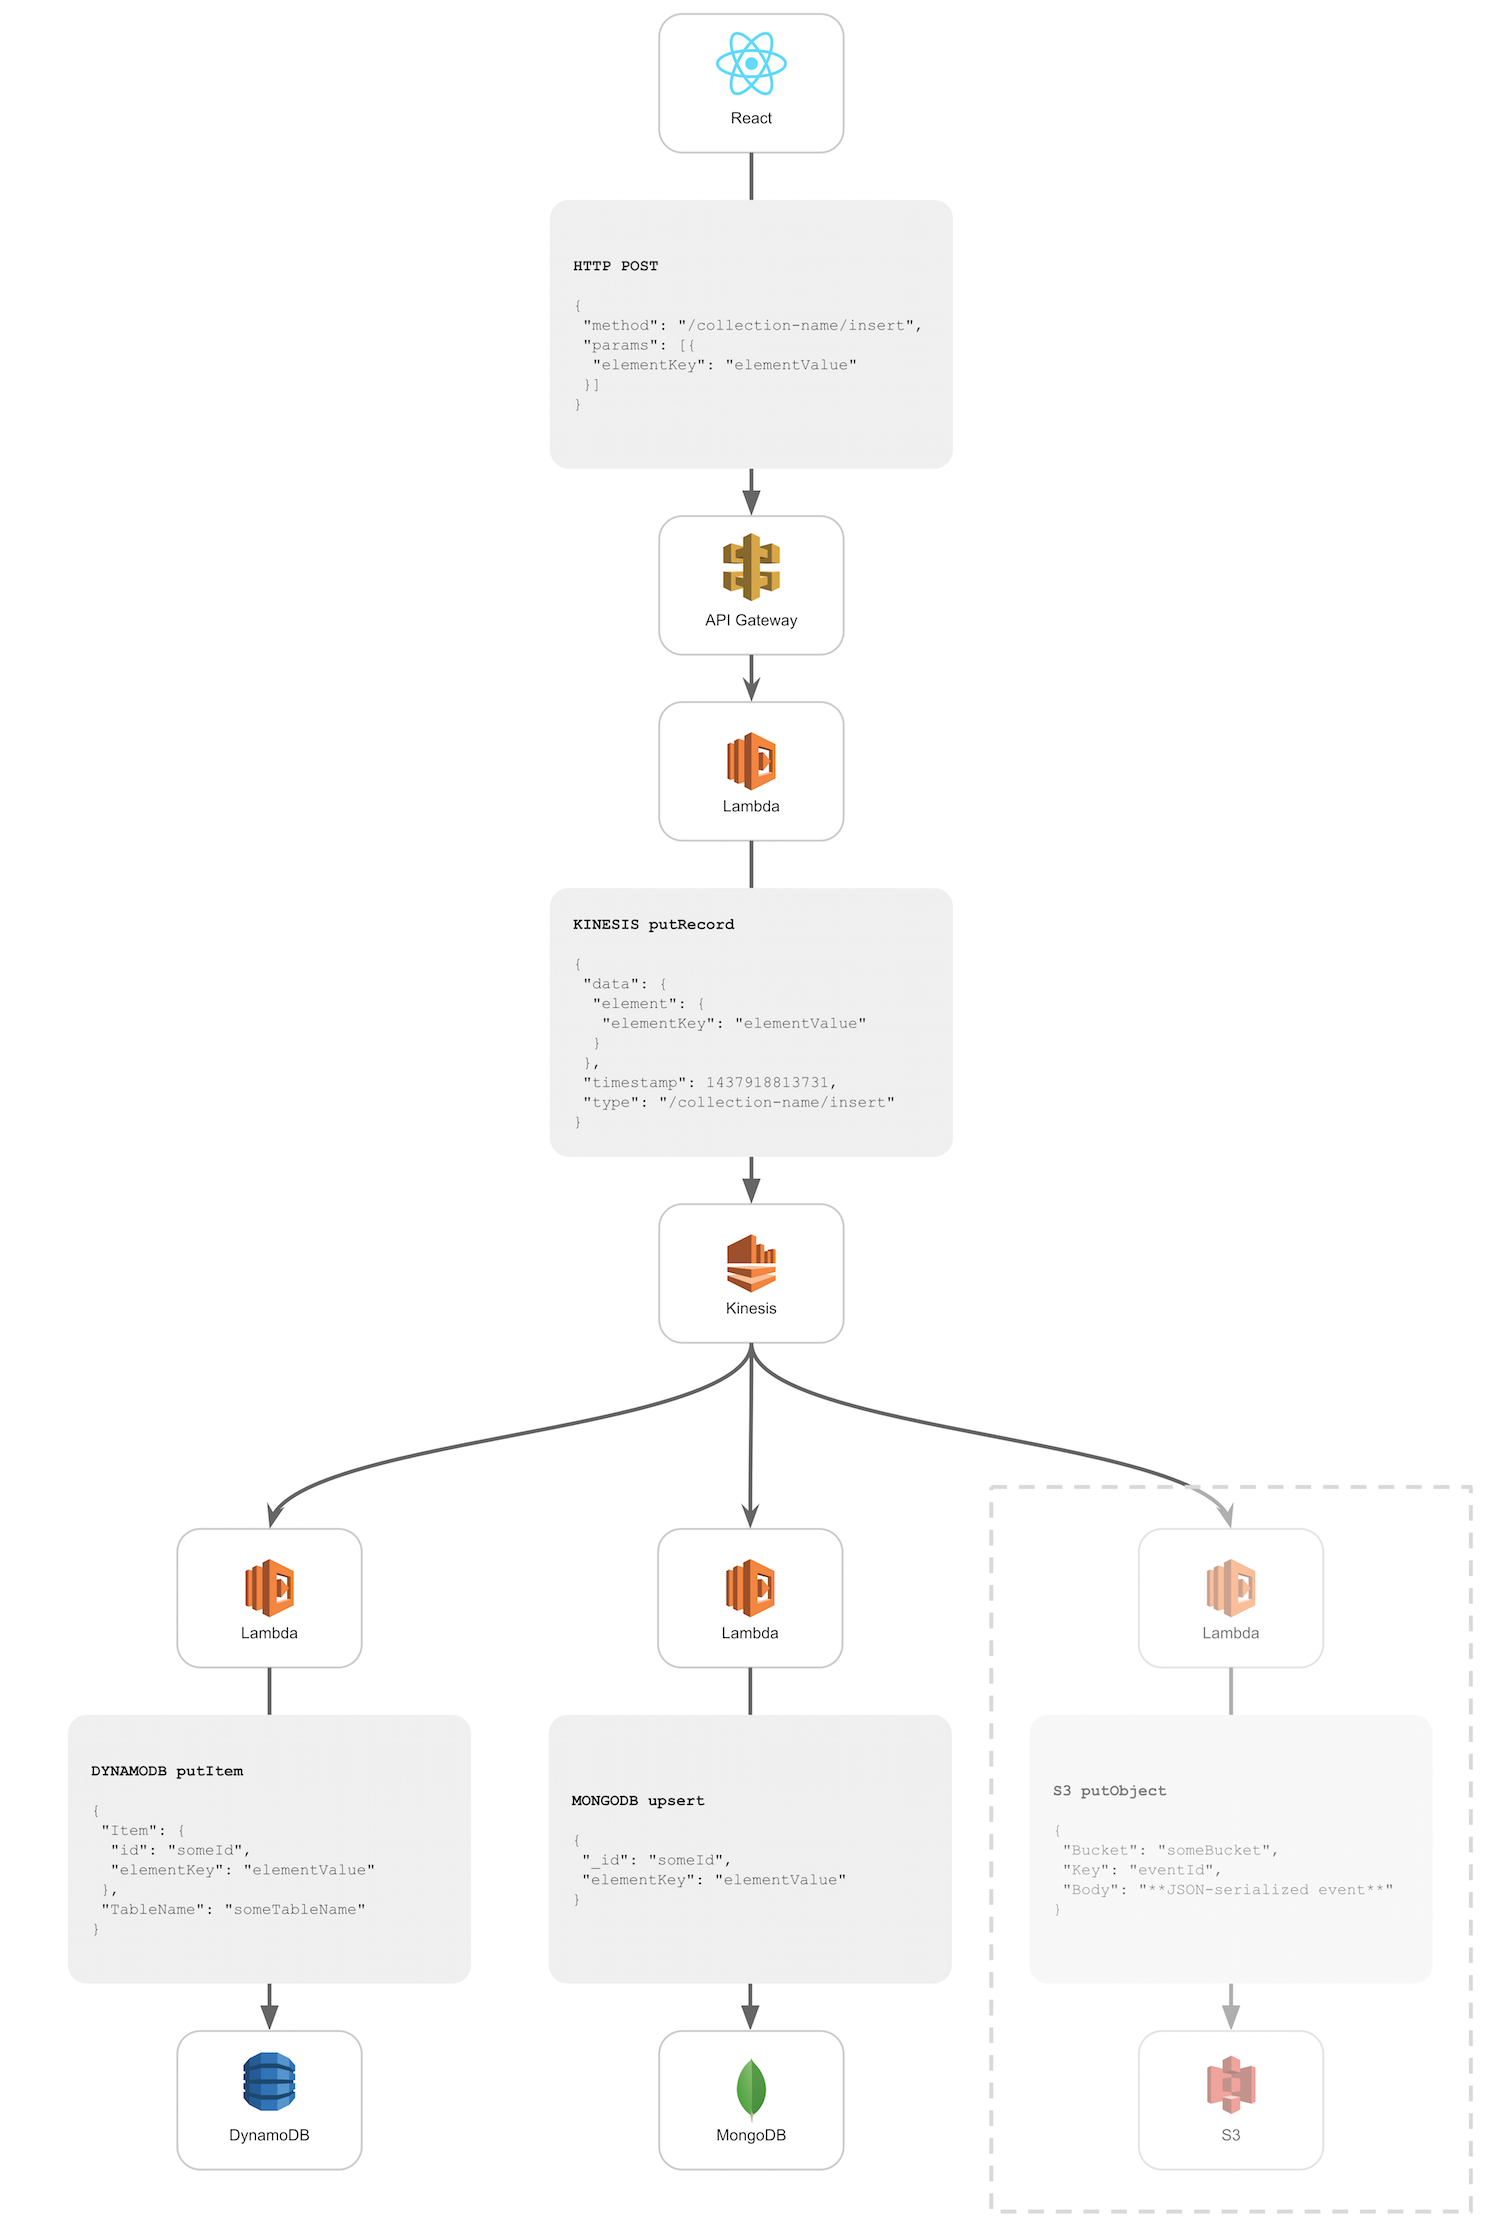 React
HTTP POST
{
"method": "/collection-name/insert",
"params": [{
"elementKey": "elementValue"
}]
}
API Gateway
Lambda
KINESIS putRecord
{
"data": {
"element": {
"elementKey": "elementValue"
}
},
"timestamp": 1437918813731,
"type": "/collection-name/insert"
}
Kinesis
Lambda
DYNAMODB putItem
{
"Item": {
"id": "someId",
"elementKey": "elementValue"
},
"TableName": "someTableName"
}
DynamoDB
Lambda
MONGODB upsert
{
"_id": "someId",
"elementKey": "elementValue"
}
MongoDB
Lambda
S3 putObject
{
"Bucket": "someBucket",
"Key": "eventId",
"Body": "**JSON-serialized event**"
}
S3